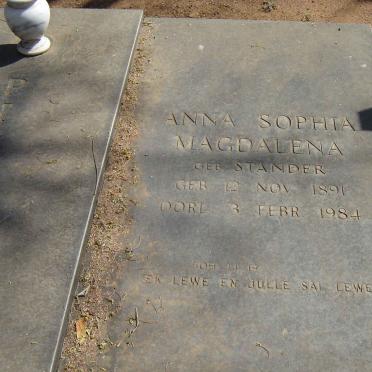 ANNA SOPHIA
MAGDALENA
GEB STANDER
GEB 12 NOV 1891
OORL 3 FEBR 1984
EK LEWE EN JULLE SAL LEWE